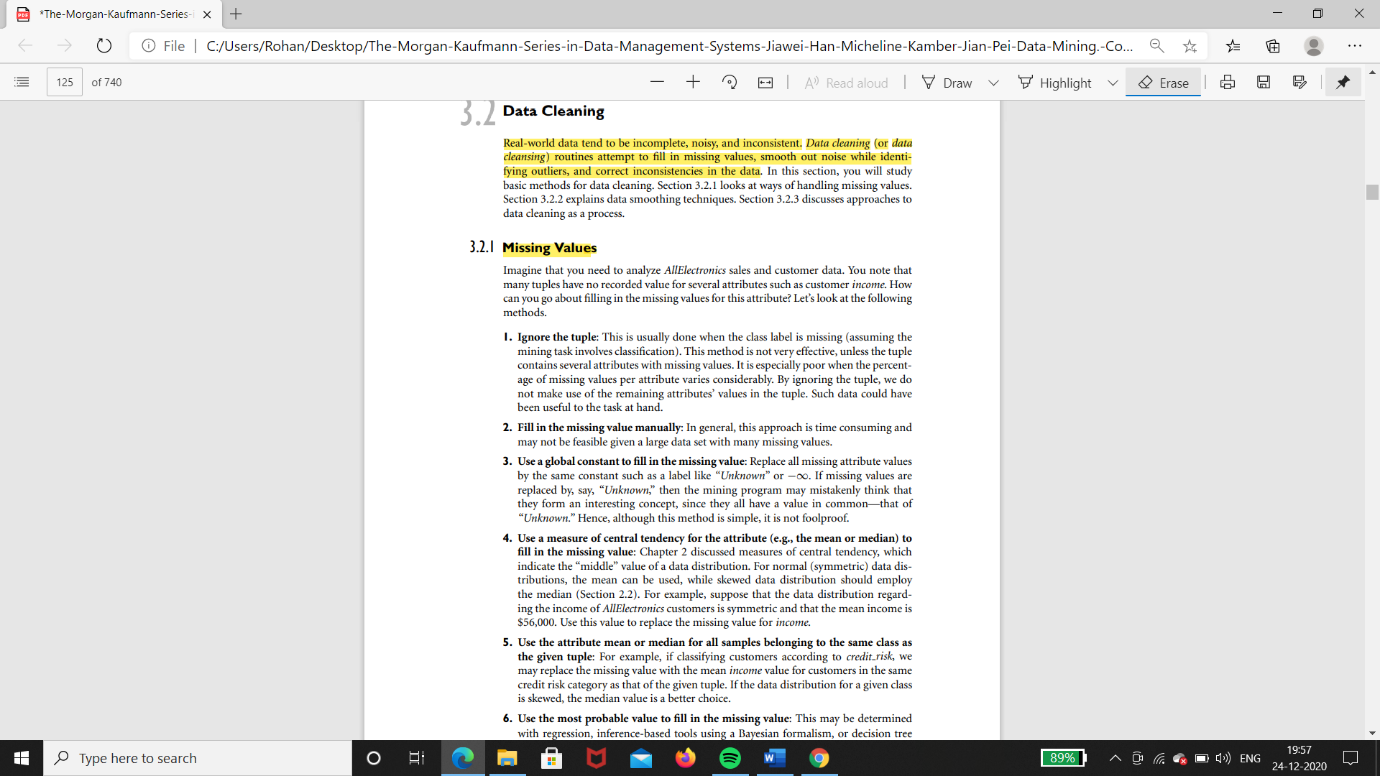 *The-Morgan-Kaufmann-Series-
File | C:/Users/Rohan/Desktop/The-Morgan-Kaufmann-Series-in-Data-Management-Systems-Jiawei-Han-Micheline-Kamber-Jian-Pei-Data-Mining.-Co...
125 of 740 Read aloud Draw Highlight Erase
3.2 Data Cleaning
Real-world data tend to be incomplete, noisy, and inconsistent. Data cleaning (or data
cleansing) routines attempt to fill in missing values, smooth out noise while identi-
fying outliers, and correct inconsistencies in the data. In this section, you will study
basic methods for data cleaning. Section 3.2.1 looks at ways of handling missing values.
Section 3.2.2 explains data smoothing techniques. Section 3.2.3 discusses approaches to
data cleaning as a process.
3.2.1 Missing Values
Imagine that you need to analyze AllElectronics sales and customer data. You note that
many tuples have no recorded value for several attributes such as customer income. How
can you go about filling in the missing values for this attribute? Let's look at the following
methods.
1. Ignore the tuple: This is usually done when the class label is missing (assuming the
mining task involves classification). This method is not very effective, unless the tuple
contains several attributes with missing values. It is especially poor when the percent-
age of missing values per attribute varies considerably. By ignoring the tuple, we do
not make use of the remaining attributes' values in the tuple. Such data could have
been useful to the task at hand.
2. Fill in the missing value manually: In general, this approach is time consuming and
may not be feasible given a large data set with many missing values.
3. Use a global constant to fill in the missing value: Replace all missing attribute values
by the same constant such as a label like "Unknown" or −∞. If missing values are
replaced by, say, "Unknown," then the mining program may mistakenly think that
they form an interesting concept, since they all have a value in common—that of
"Unknown." Hence, although this method is simple, it is not foolproof.
4. Use a measure of central tendency for the attribute (e.g., the mean or median) to
fill in the missing value: Chapter 2 discussed measures of central tendency, which
indicate the "middle" value of a data distribution. For normal (symmetric) data dis-
tributions, the mean can be used, while skewed data distribution should employ
the median (Section 2.2). For example, suppose that the data distribution regard-
ing the income of AllElectronics customers is symmetric and that the mean income is
$56,000. Use this value to replace the missing value for income.
5. Use the attribute mean or median for all samples belonging to the same class as
the given tuple: For example, if classifying customers according to credit_risk, we
may replace the missing value with the mean income value for customers in the same
credit risk category as that of the given tuple. If the data distribution for a given class
is skewed, the median value is a better choice.
6. Use the most probable value to fill in the missing value: This may be determined
with regression, inference-based tools using a Bayesian formalism, or decision tree
Type here to search
89%
ENG
19:57
24-12-2020